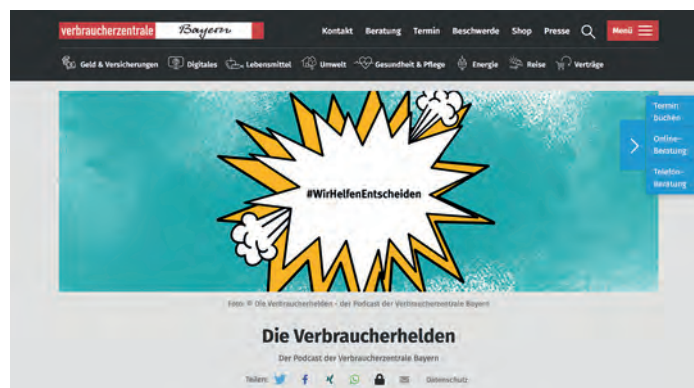 verbraucherzentrale Bayern
Kontakt Beratung Termin Beschwerde Shop Presse Menü
Geld & Versicherungen Digitales Lebensmittel Umwelt Gesundheit & Pflege Energie Reise Verträge
Termin
buchen
Online-
Beratung
Telefon-
Beratung
#WirHelfenEntscheiden
Foto: © Die Verbraucherhelden - der Podcast der Verbraucherzentrale Bayern
Die Verbraucherhelden
Der Podcast der Verbraucherzentrale Bayern
Teilen: Datenschutz